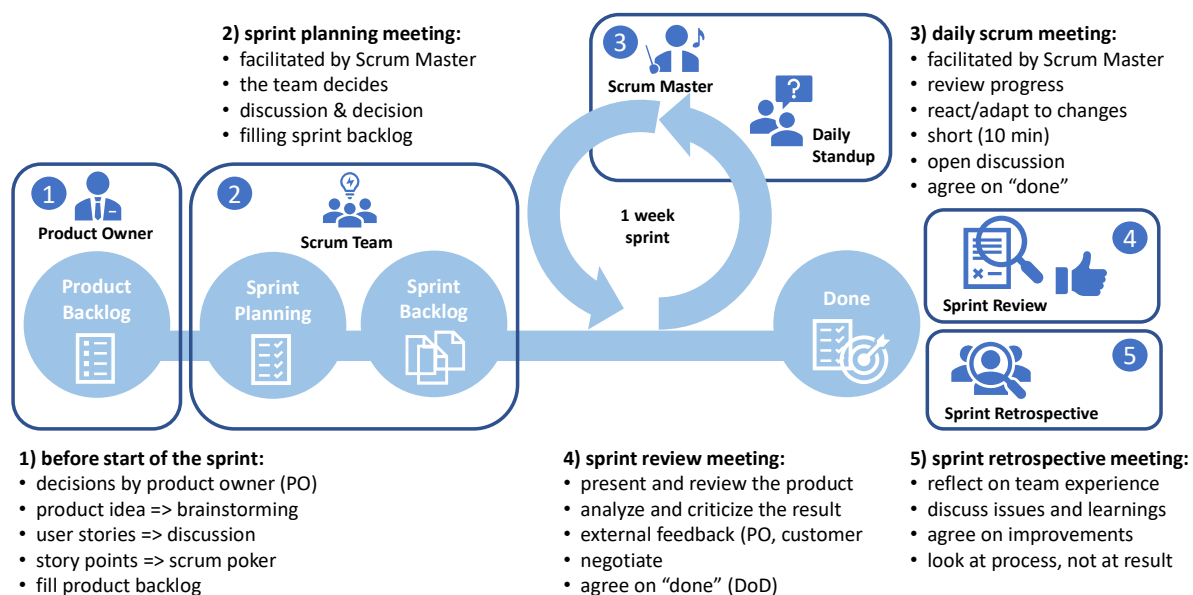 2) sprint planning meeting:
• facilitated by Scrum Master
• the team decides
• discussion & decision
• filling sprint backlog
3
Scrum Master
?
Daily
Standup
3) daily scrum meeting:
• facilitated by Scrum Master
• review progress
• react/adapt to changes
• short (10 min)
• open discussion
• agree on “done”
1
Product Owner
Product
Backlog
2
Scrum Team
Sprint
Planning
Sprint
Backlog
1 week
sprint
Done
4
Sprint Review
5
Sprint Retrospective
1) before start of the sprint:
• decisions by product owner (PO)
• product idea => brainstorming
• user stories => discussion
• story points => scrum poker
• fill product backlog
4) sprint review meeting:
• present and review the product
• analyze and criticize the result
• external feedback (PO, customer
• negotiate
• agree on “done” (DoD)
5) sprint retrospective meeting:
• reflect on team experience
• discuss issues and learnings
• agree on improvements
• look at process, not at result